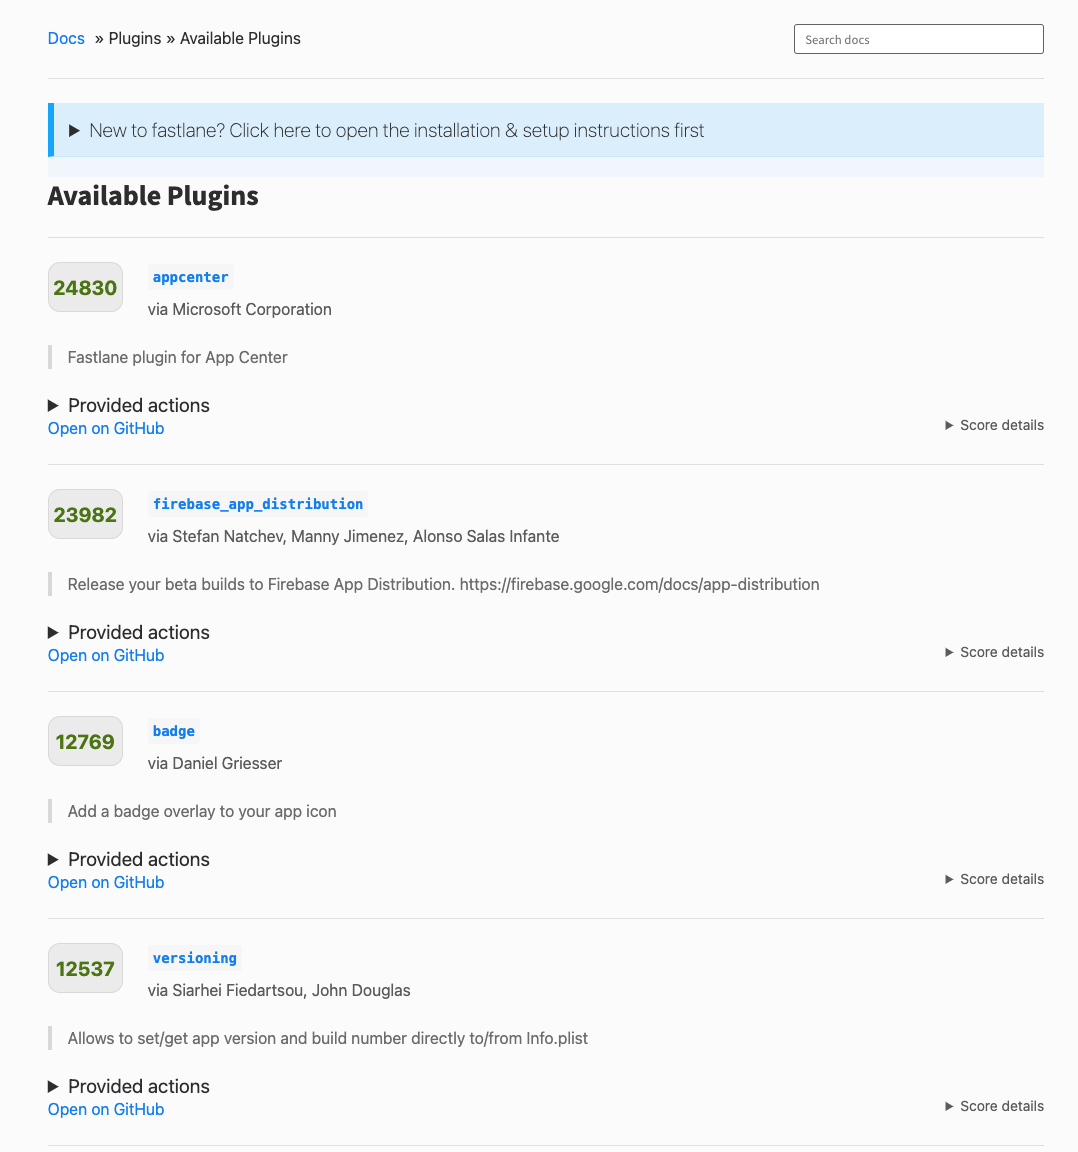 Docs » Plugins » Available Plugins
Search docs
New to fastlane? Click here to open the installation & setup instructions first
Available Plugins
24830
appcenter
via Microsoft Corporation
Fastlane plugin for App Center
Provided actions
Open on GitHub
Score details
23982
firebase_app_distribution
via Stefan Natchev, Manny Jimenez, Alonso Salas Infante
Release your beta builds to Firebase App Distribution. https://firebase.google.com/docs/app-distribution
Provided actions
Open on GitHub
Score details
12769
badge
via Daniel Griesser
Add a badge overlay to your app icon
Provided actions
Open on GitHub
Score details
12537
versioning
via Siarhei Fiedartsou, John Douglas
Allows to set/get app version and build number directly to/from Info.plist
Provided actions
Open on GitHub
Score details